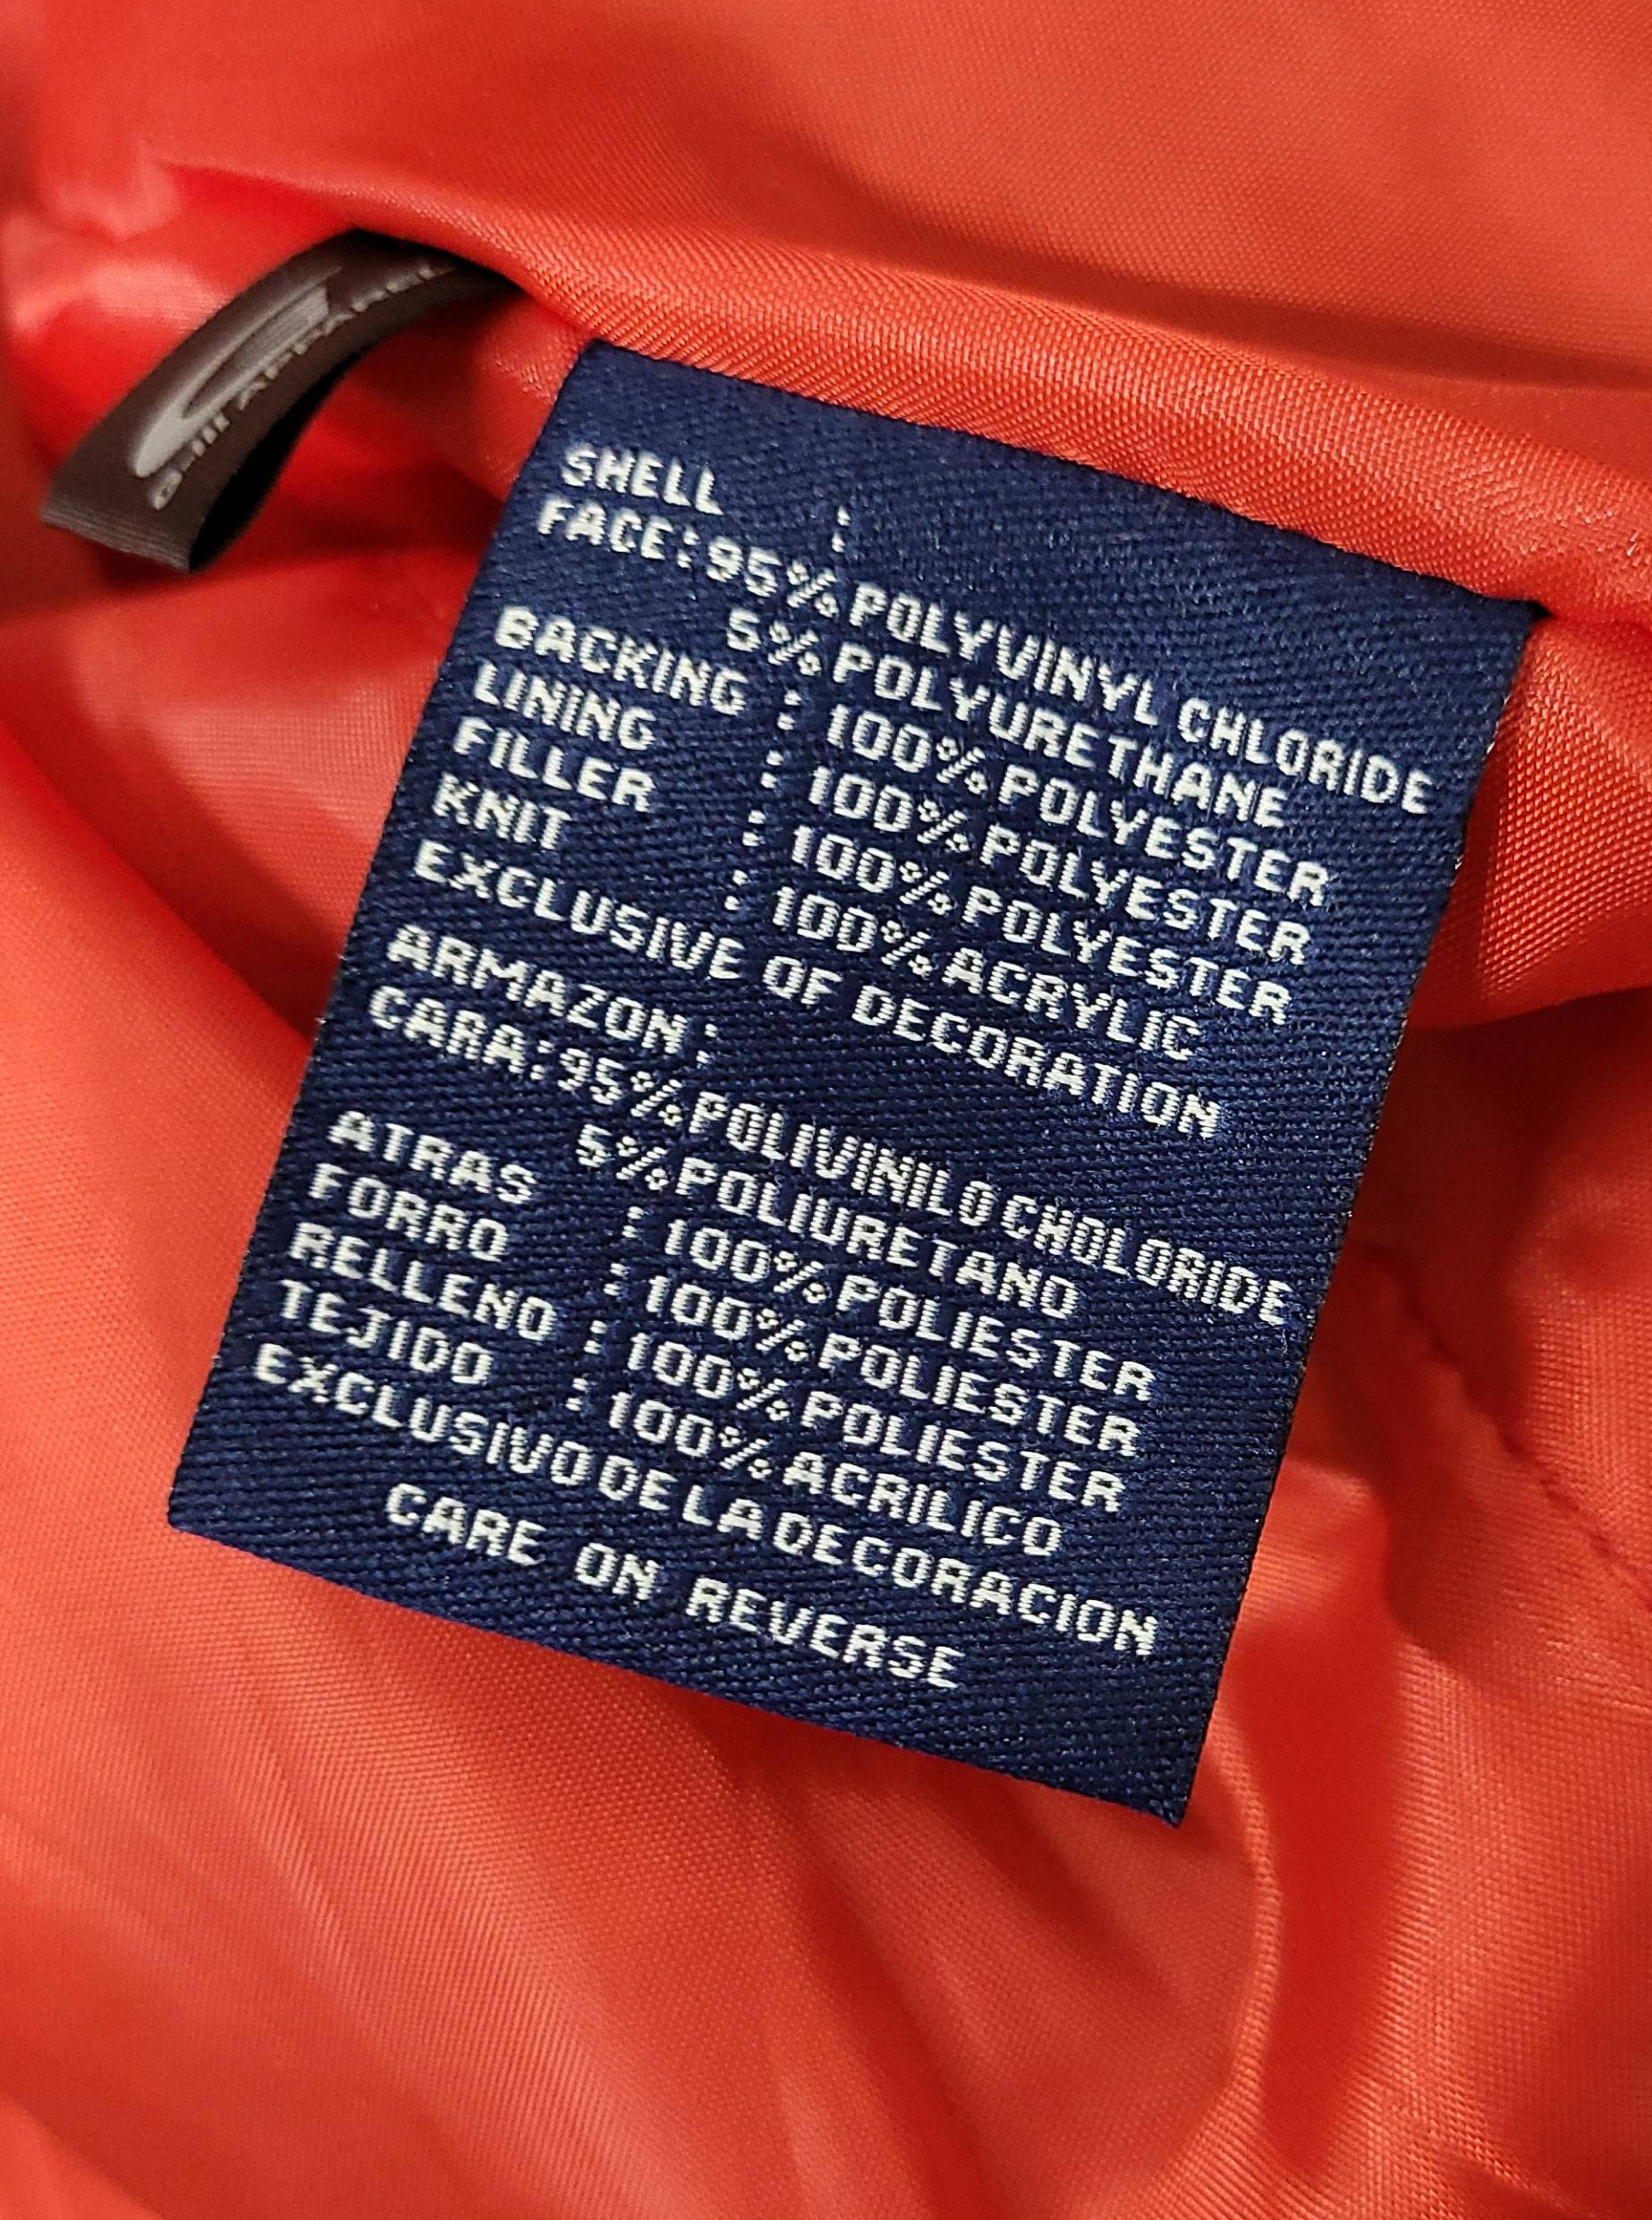 G-III APPAREL
SHELL :
FACE: 95% POLYVINYL CHLORIDE
5% POLYURETHANE
BACKING : 100% POLYESTER
LINING : 100% POLYESTER
FILLER : 100% POLYESTER
KNIT : 100% ACRYLIC
EXCLUSIVE OF DECORATION
ARMAZON:
CARA: 95% POLIVINILO CHOLORIDE
5% POLIURETANO
ATRAS : 100% POLIESTER
FORRO : 100% POLIESTER
RELLENO : 100% POLIESTER
TEJIDO : 100% ACRILICO
EXCLUSIVO DE LA DECORACION
CARE ON REVERSE